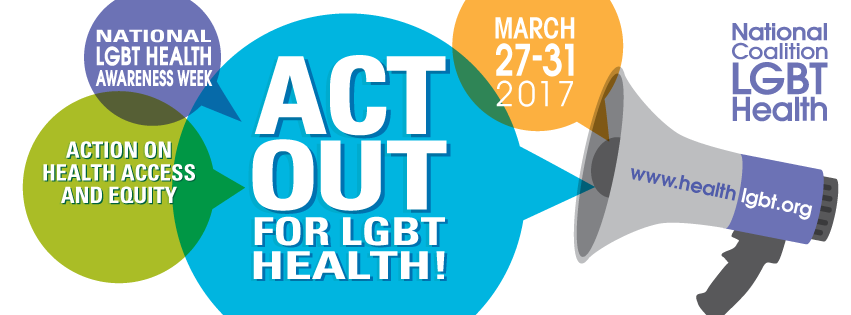 NATIONAL
LGBT HEALTH
AWARENESS WEEK
ACTION ON
HEALTH ACCESS
AND EQUITY
ACT
OUT
FOR LGBT
HEALTH!
MARCH
27-31
2017
www.healthlgbt.org
National
Coalition
LGBT
Health